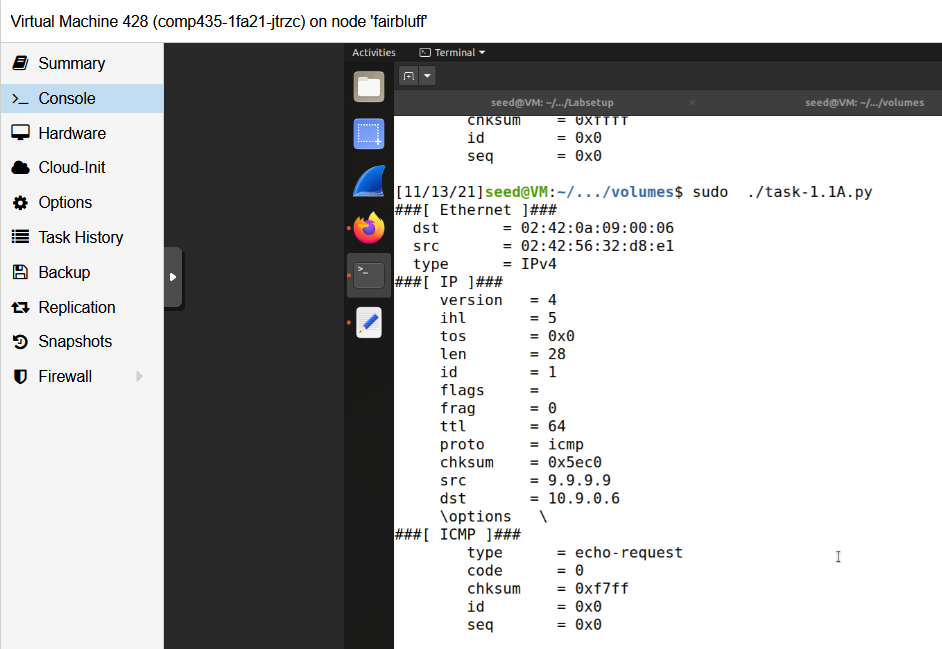 Virtual Machine 428 (comp435-1fa21-jtrzc) on node 'fairbluff'
Summary
Console
Hardware
Cloud-Init
Options
Task History
Backup
Replication
Snapshots
Firewall
Activities Terminal
seed@VM: ~/.../Labsetup × seed@VM: ~/.../volumes
chksum = 0xffff
id = 0x0
seq = 0x0
[11/13/21]seed@VM:~/.../volumes$ sudo ./task-1.1A.py
###[ Ethernet ]###
dst = 02:42:0a:09:00:06
src = 02:42:56:32:d8:e1
type = IPv4
###[ IP ]###
version = 4
ihl = 5
tos = 0x0
len = 28
id = 1
flags =
frag = 0
ttl = 64
proto = icmp
chksum = 0x5ec0
src = 9.9.9.9
dst = 10.9.0.6
\options \
###[ ICMP ]###
type = echo-request
code = 0
chksum = 0xf7ff
id = 0x0
seq = 0x0